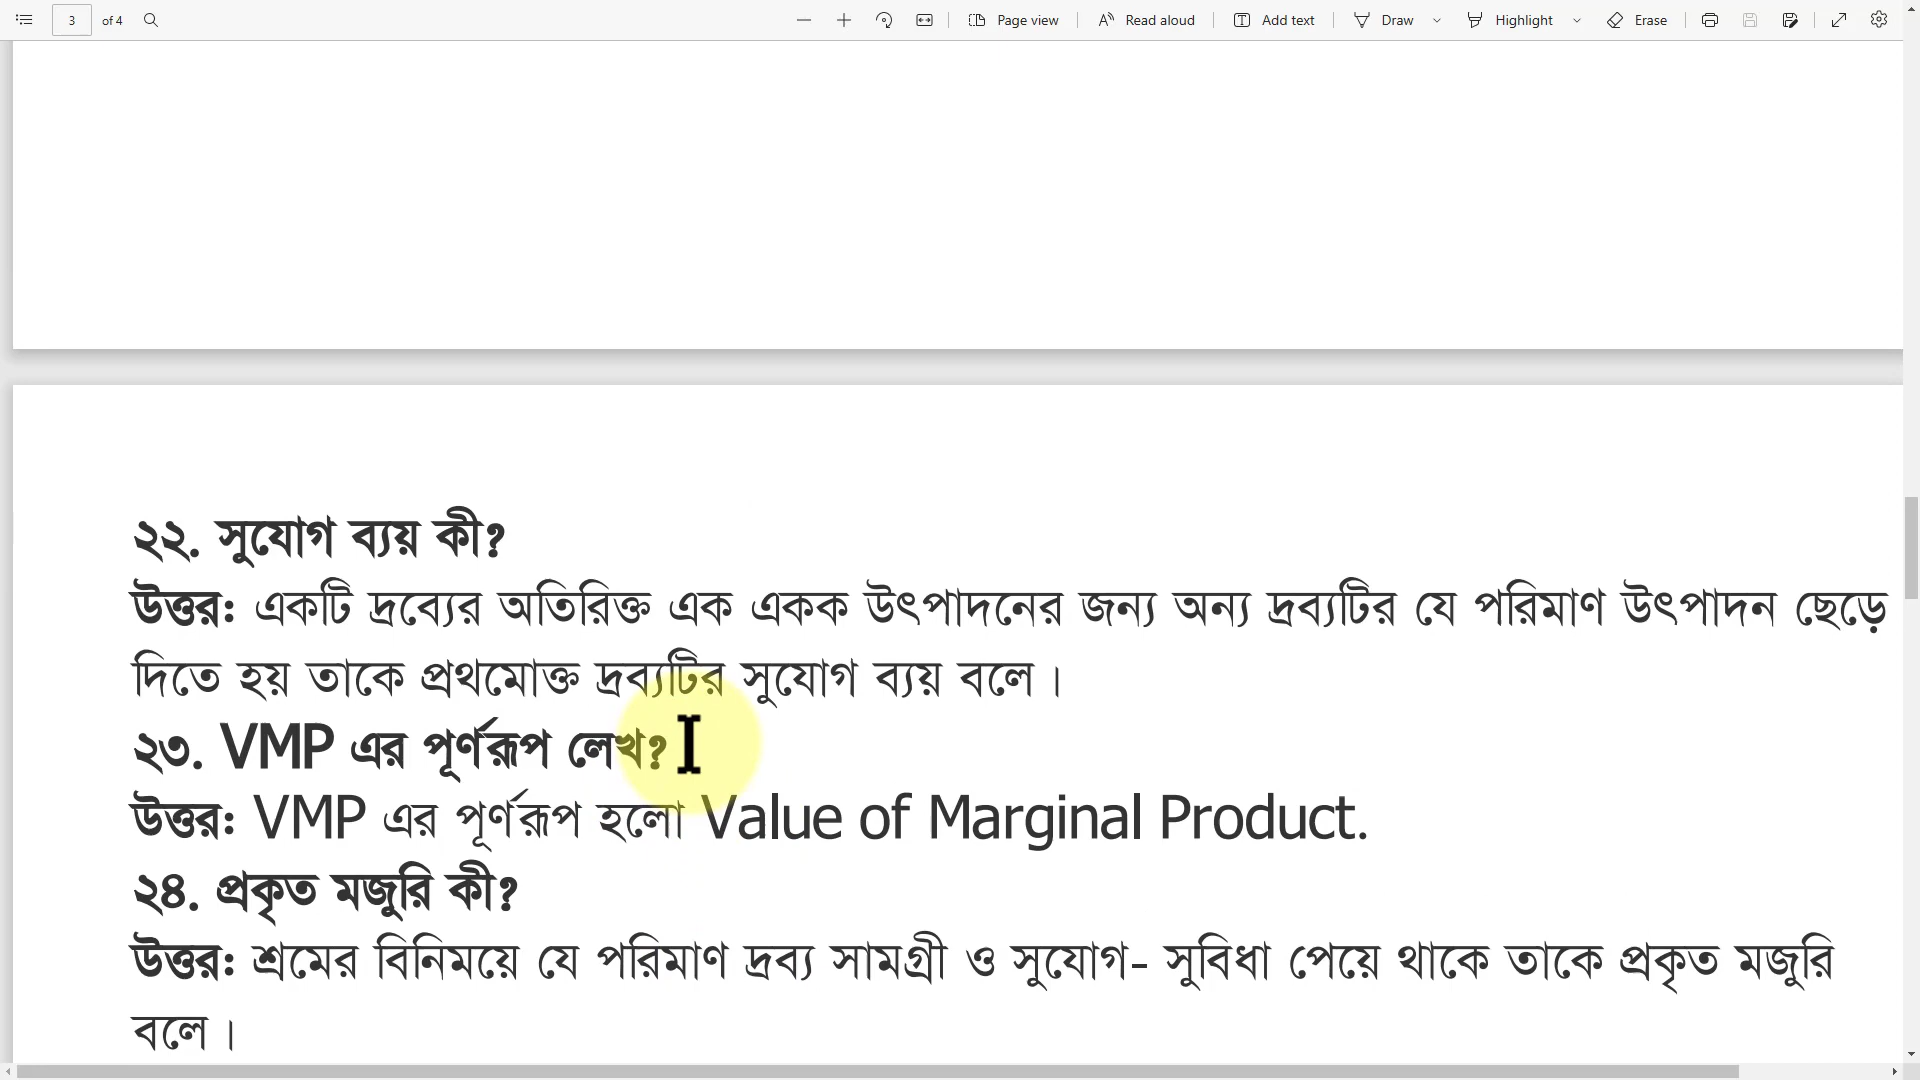 3 of 4 Page view Read aloud Add text Draw Highlight Erase
২২. সুযোগ ব্যয় কী?
উত্তর: একটি দ্রব্যের অতিরিক্ত এক একক উৎপাদনের জন্য অন্য দ্রব্যটির যে পরিমাণ উৎপাদন ছেড়ে
দিতে হয় তাকে প্রথমোক্ত দ্রব্যটির সুযোগ ব্যয় বলে।
২৩. VMP এর পূর্ণরূপ লেখ?
উত্তর: VMP এর পূর্ণরূপ হলো Value of Marginal Product.
২৪. প্রকৃত মজুরি কী?
উত্তর: শ্রমের বিনিময়ে যে পরিমাণ দ্রব্য সামগ্রী ও সুযোগ- সুবিধা পেয়ে থাকে তাকে প্রকৃত মজুরি
বলে।